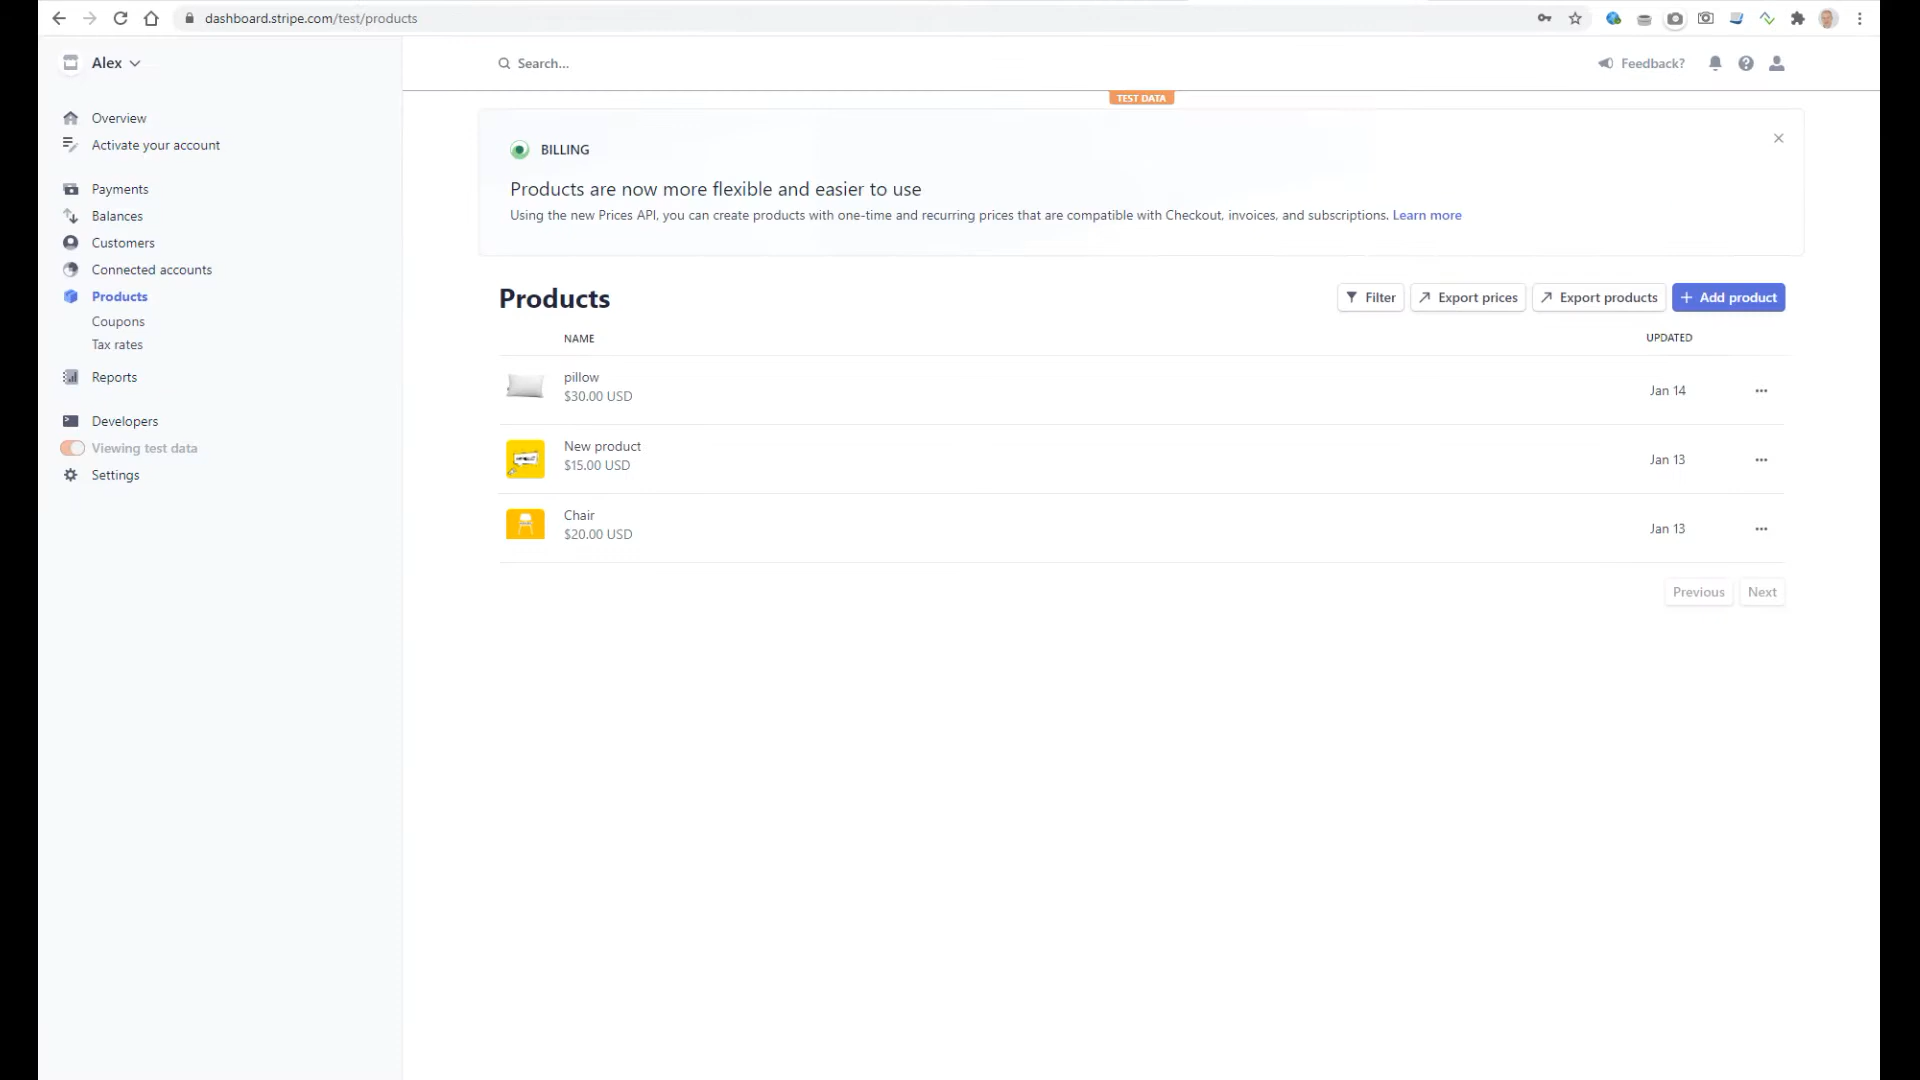 dashboard.stripe.com/test/products
Alex
Search...
Feedback?
TEST DATA
Overview
Activate your account
Payments
Balances
Customers
Connected accounts
Products
Coupons
Tax rates
Reports
Developers
Viewing test data
Settings
BILLING
Products are now more flexible and easier to use
Using the new Prices API, you can create products with one-time and recurring prices that are compatible with Checkout, invoices, and subscriptions. Learn more
Products
Filter
Export prices
Export products
Add product
NAME
UPDATED
pillow
$30.00 USD
Jan 14
New product
$15.00 USD
Jan 13
Chair
$20.00 USD
Jan 13
Previous
Next